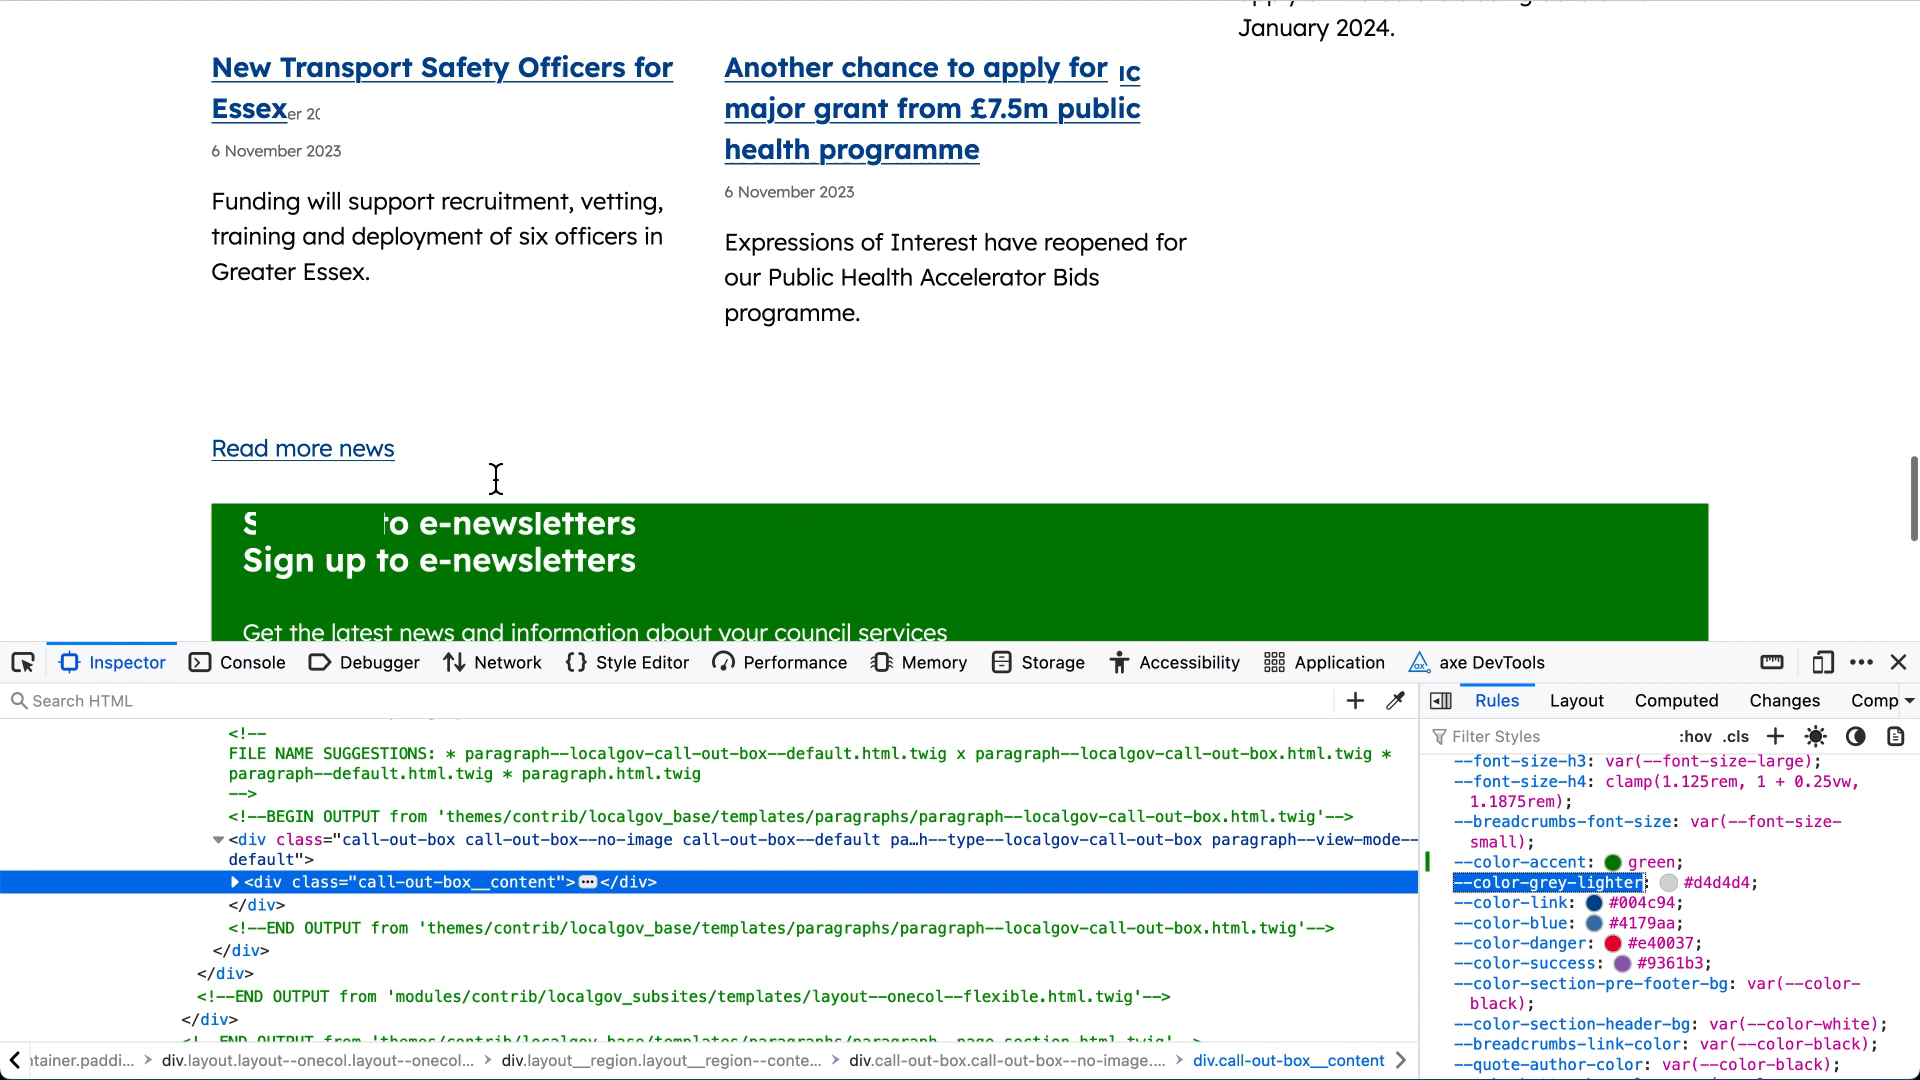 January 2024.
New Transport Safety Officers for
Essex
6 November 2023
Funding will support recruitment, vetting,
training and deployment of six officers in
Greater Essex.
Another chance to apply for
major grant from £7.5m public
health programme
6 November 2023
Expressions of Interest have reopened for
our Public Health Accelerator Bids
programme.
Read more news
to e-newsletters
Sign up to e-newsletters
Get the latest news and information about your council services
Inspector Console Debugger Network Style Editor Performance Memory Storage Accessibility Application axe DevTools
Search HTML
<!--
FILE NAME SUGGESTIONS: * paragraph--localgov-call-out-box--default.html.twig x paragraph--localgov-call-out-box.html.twig *
paragraph--default.html.twig * paragraph.html.twig
-->
<!--BEGIN OUTPUT from 'themes/contrib/localgov_base/templates/paragraphs/paragraph--localgov-call-out-box.html.twig'-->
<div class="call-out-box call-out-box--no-image call-out-box--default pa…h--type--localgov-call-out-box paragraph--view-mode--
default">
<div class="call-out-box__content">…</div>
</div>
<!--END OUTPUT from 'themes/contrib/localgov_base/templates/paragraphs/paragraph--localgov-call-out-box.html.twig'-->
</div>
</div>
<!--END OUTPUT from 'modules/contrib/localgov_subsites/templates/layout--onecol--flexible.html.twig'-->
</div>
ntainer.paddi… > div.layout.layout--onecol.layout--onecol… > div.layout__region.layout__region--conte… > div.call-out-box.call-out-box--no-image.… > div.call-out-box__content
Rules Layout Computed Changes Comp
Filter Styles :hov .cls
--font-size-h3: var(--font-size-large);
--font-size-h4: clamp(1.125rem, 1 + 0.25vw,
1.1875rem);
--breadcrumbs-font-size: var(--font-size-
small);
--color-accent: green;
--color-grey-lighter: #d4d4d4;
--color-link: #004c94;
--color-blue: #4179aa;
--color-danger: #e40037;
--color-success: #9361b3;
--color-section-pre-footer-bg: var(--color-
black);
--color-section-header-bg: var(--color-white);
--breadcrumbs-link-color: var(--color-black);
--quote-author-color: var(--color-black);